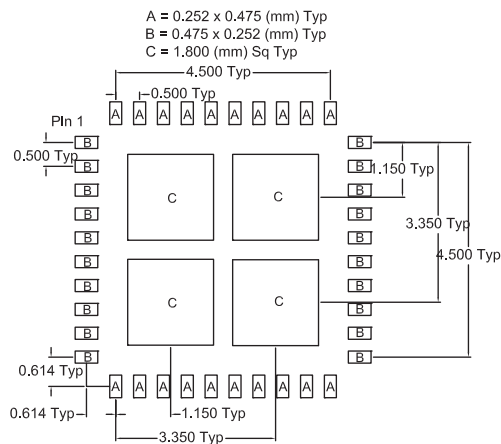 A = 0.252 x 0.475 (mm) Typ
B = 0.475 x 0.252 (mm) Typ
C = 1.800 (mm) Sq Typ
4.500 Typ
0.500 Typ
A A A A A A A A A A
PIn 1
0.500 Typ
B B
B B
B B
B B
B B
B B
B B
B B
B B
B B
C C
C C
1.150 Typ
3.350 Typ
4.500 Typ
0.614 Typ
A A A A A A A A A A
0.614 Typ
1.150 Typ
3.350 Typ